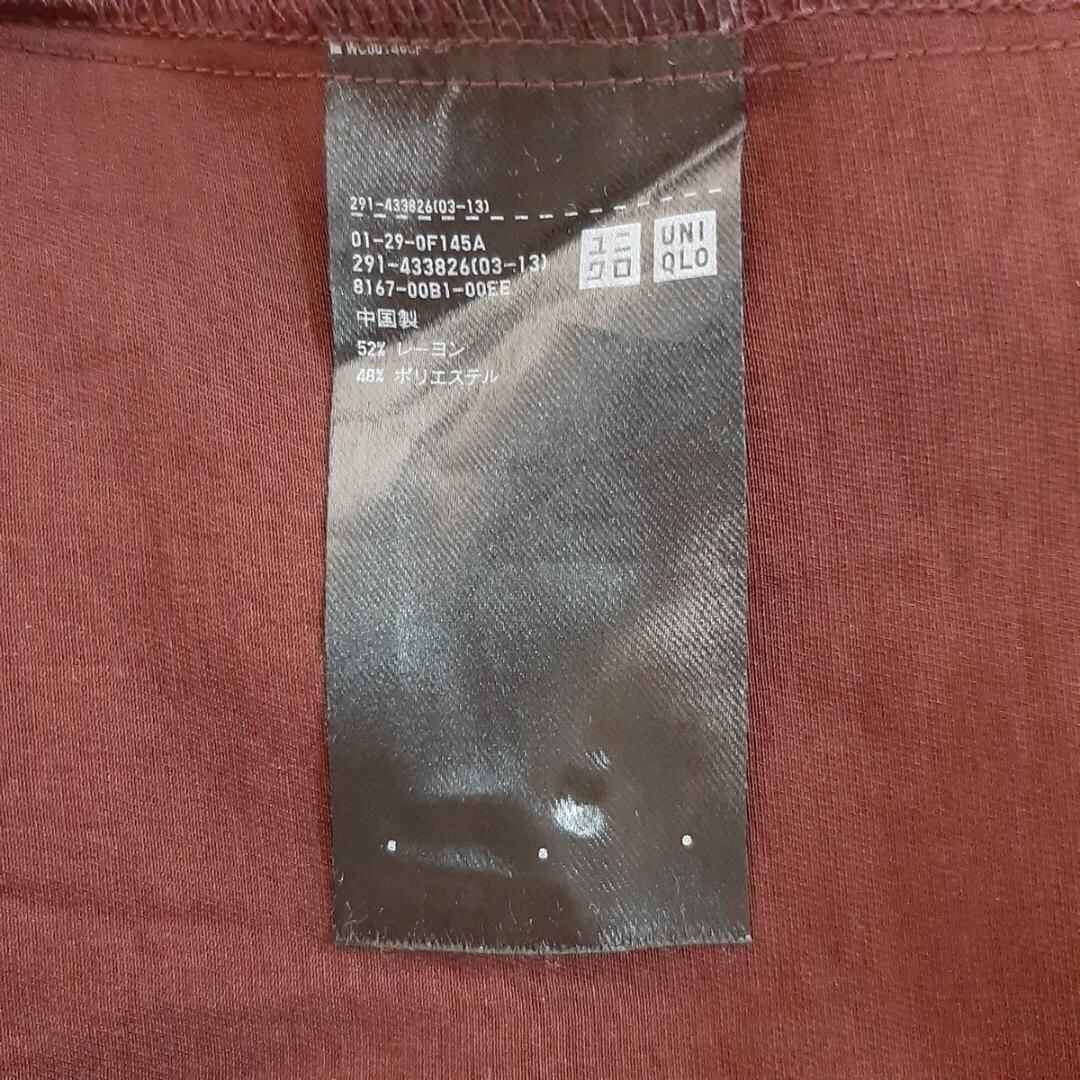 291-433826(03-13)
01-29-0F145A
291-433826(03-13)
8167-00B1-00EE
ユニ
クロ
UNI
QLO
中国製
52% レーヨン
48% ポリエステル